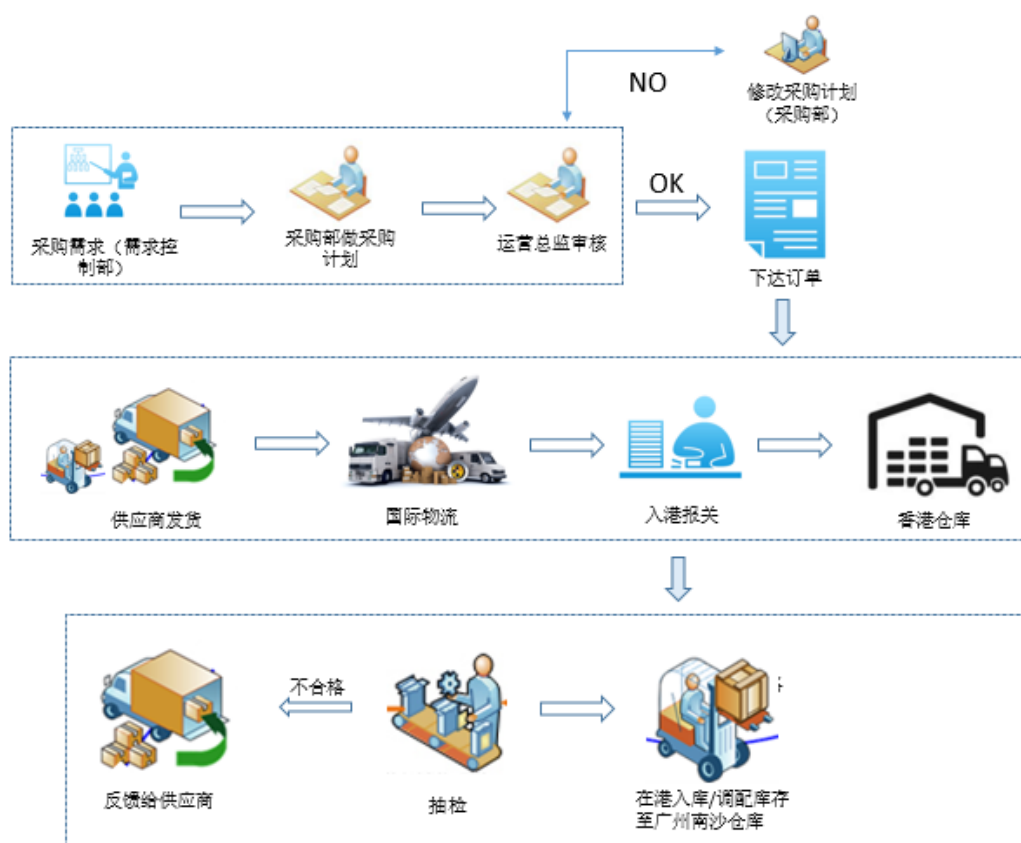 NO
修改采购计划
（采购部）
采购需求（需求控
制部）
采购部做采购
计划
运营总监审核
OK
下达订单
供应商发货
国际物流
入港报关
香港仓库
不合格
反馈给供应商
抽检
在港入库/调配库存
至广州南沙仓库